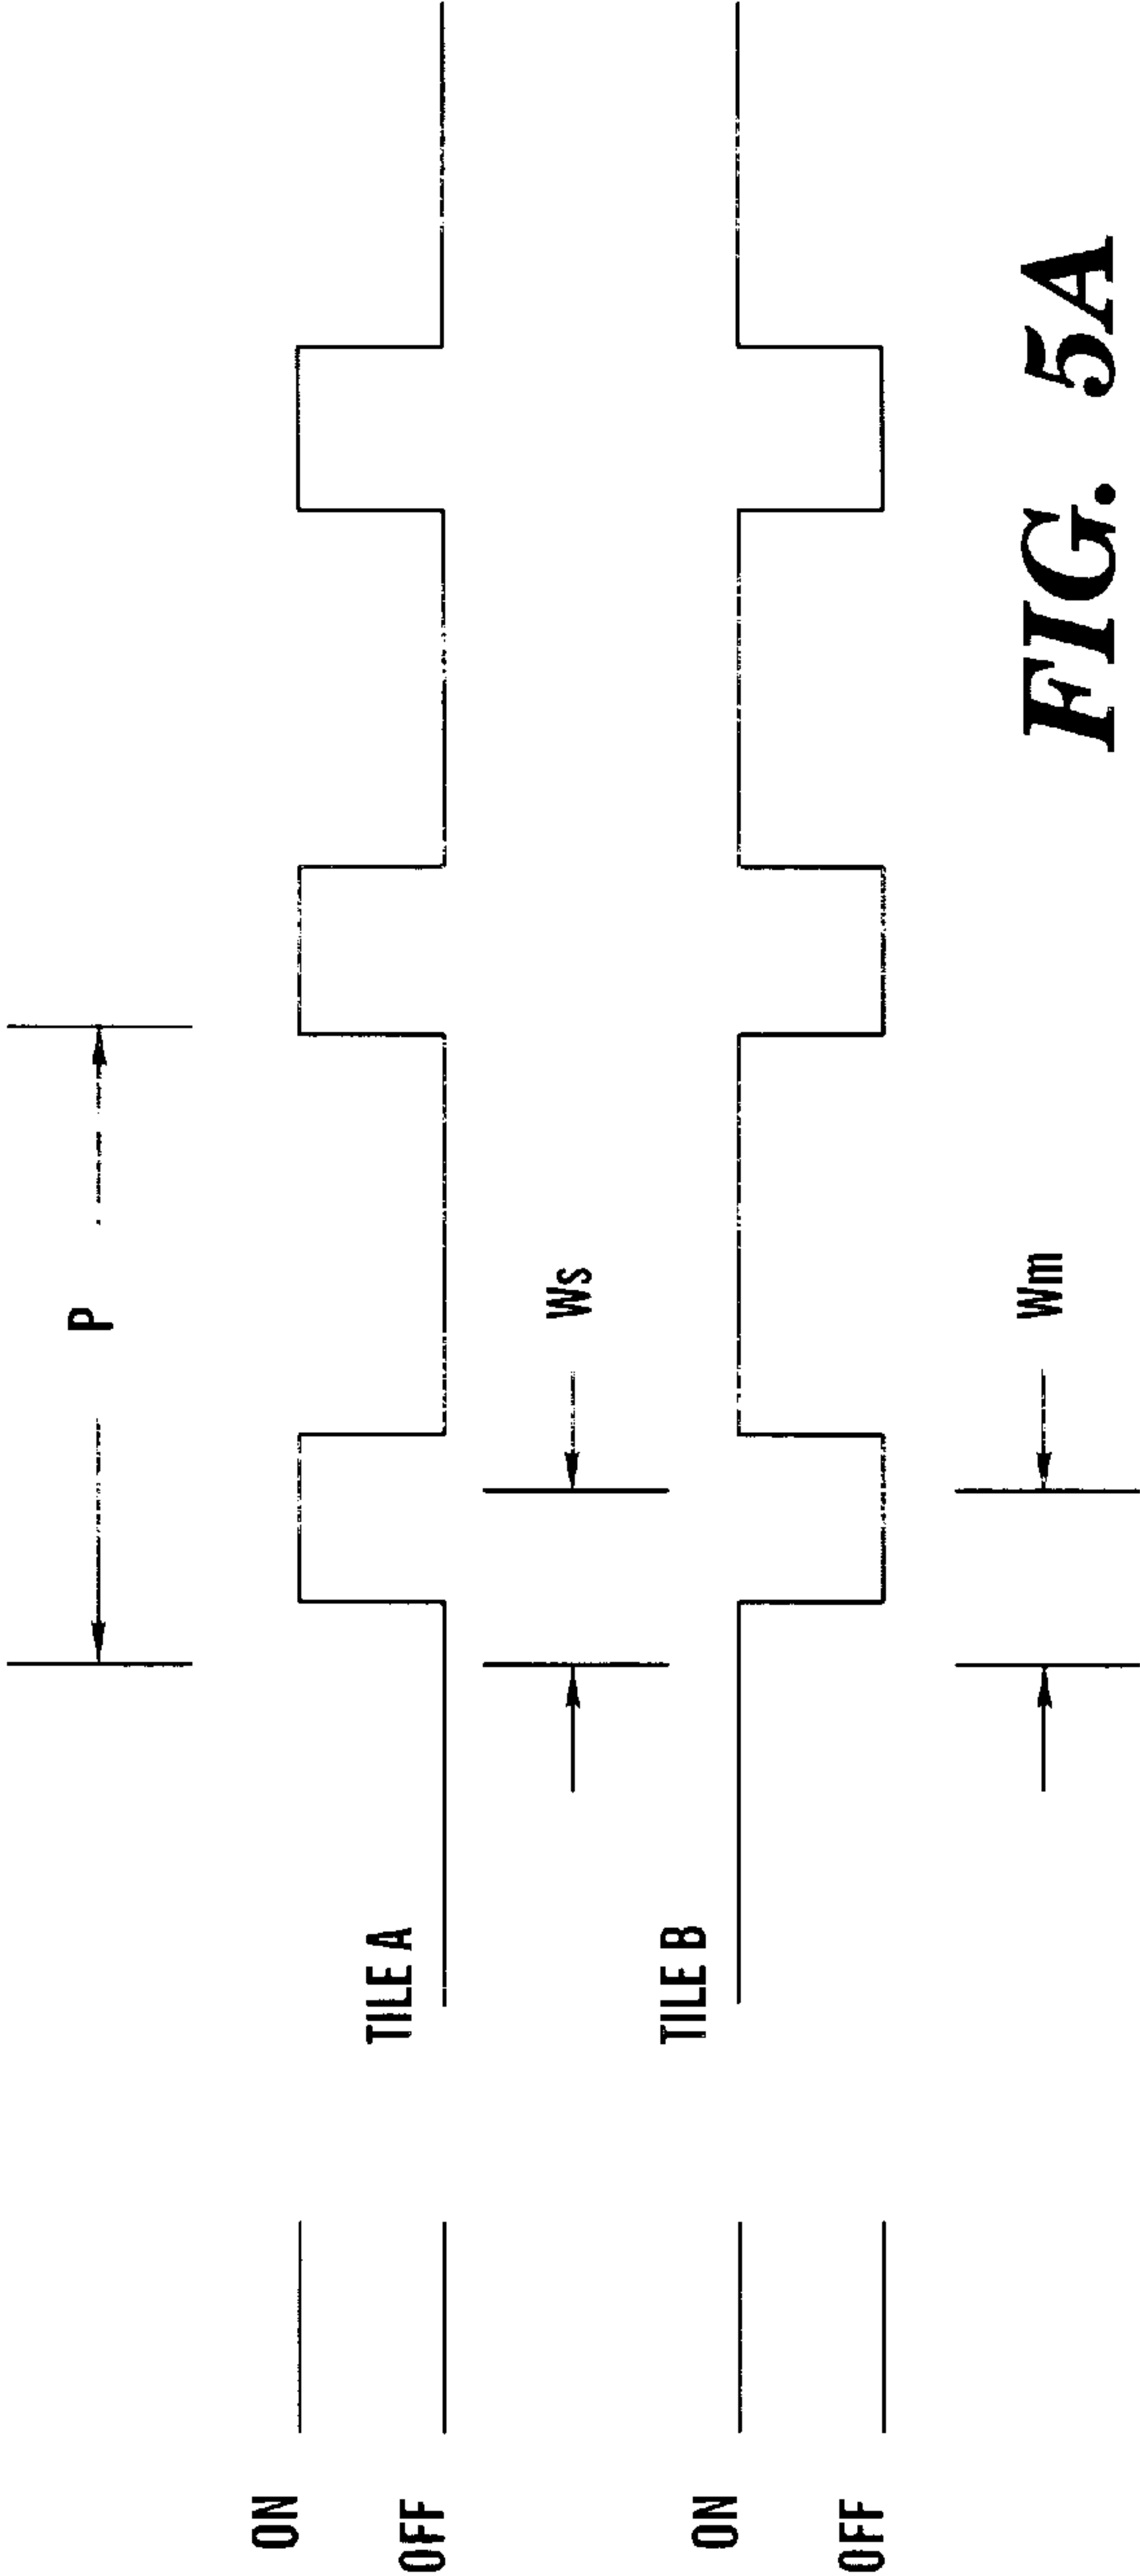 P
ON
TILE A
OFF
Ws
ON
TILE B
OFF
Wm
FIG. 5A